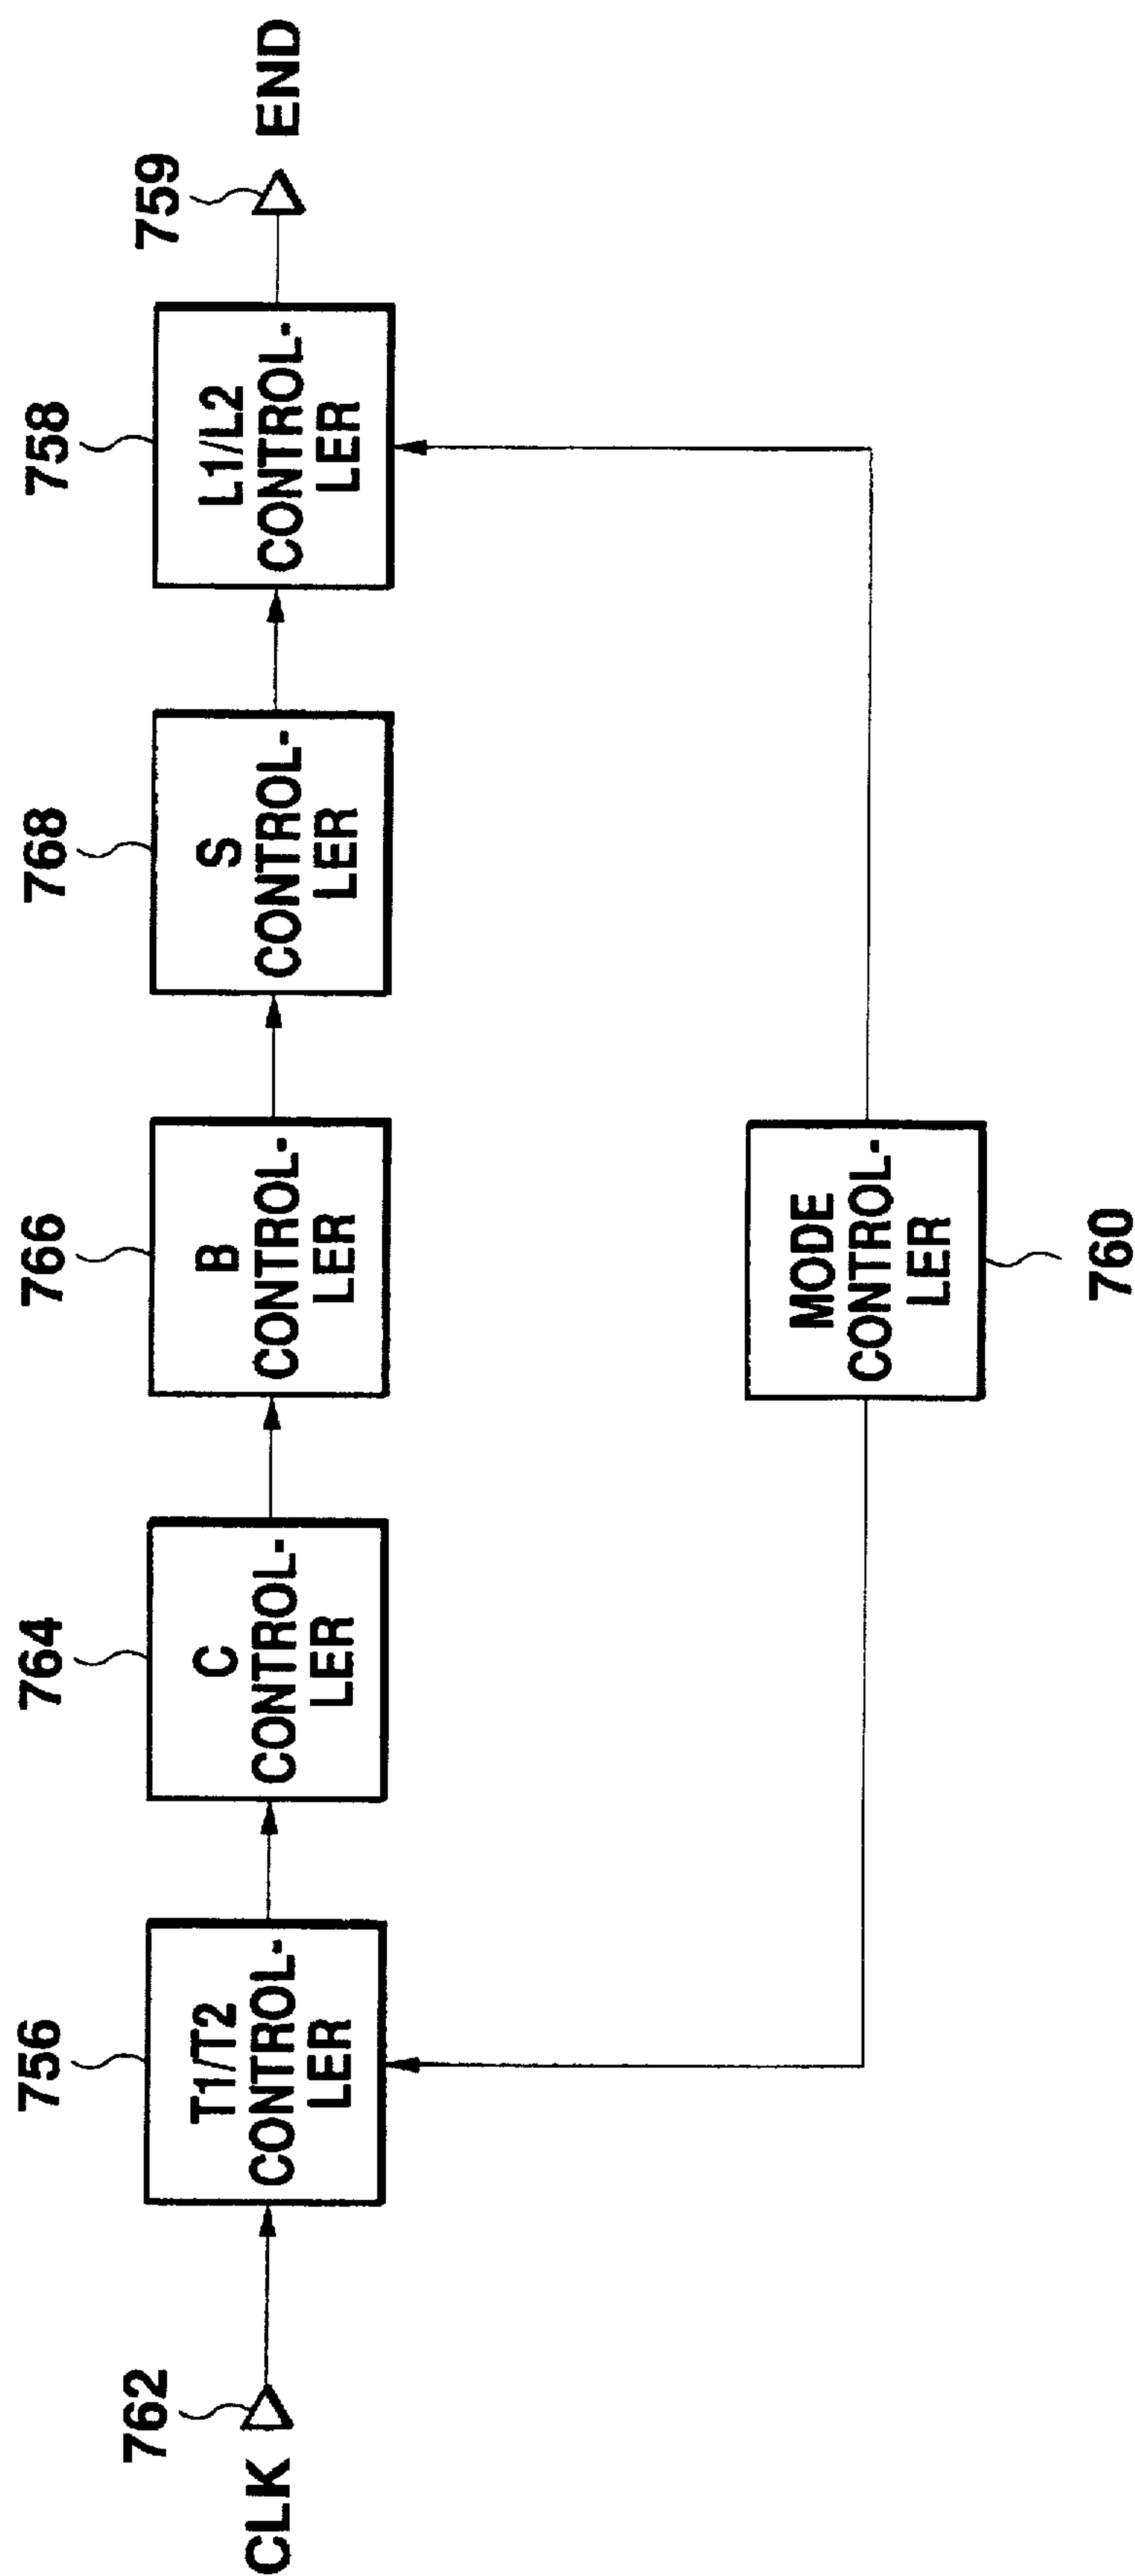 756
764
766
768
758
759
762
CLK
T1/T2
CONTROL-
LER
C
CONTROL-
LER
B
CONTROL-
LER
S
CONTROL-
LER
L1/L2
CONTROL-
LER
END
MODE
CONTROL-
LER
760